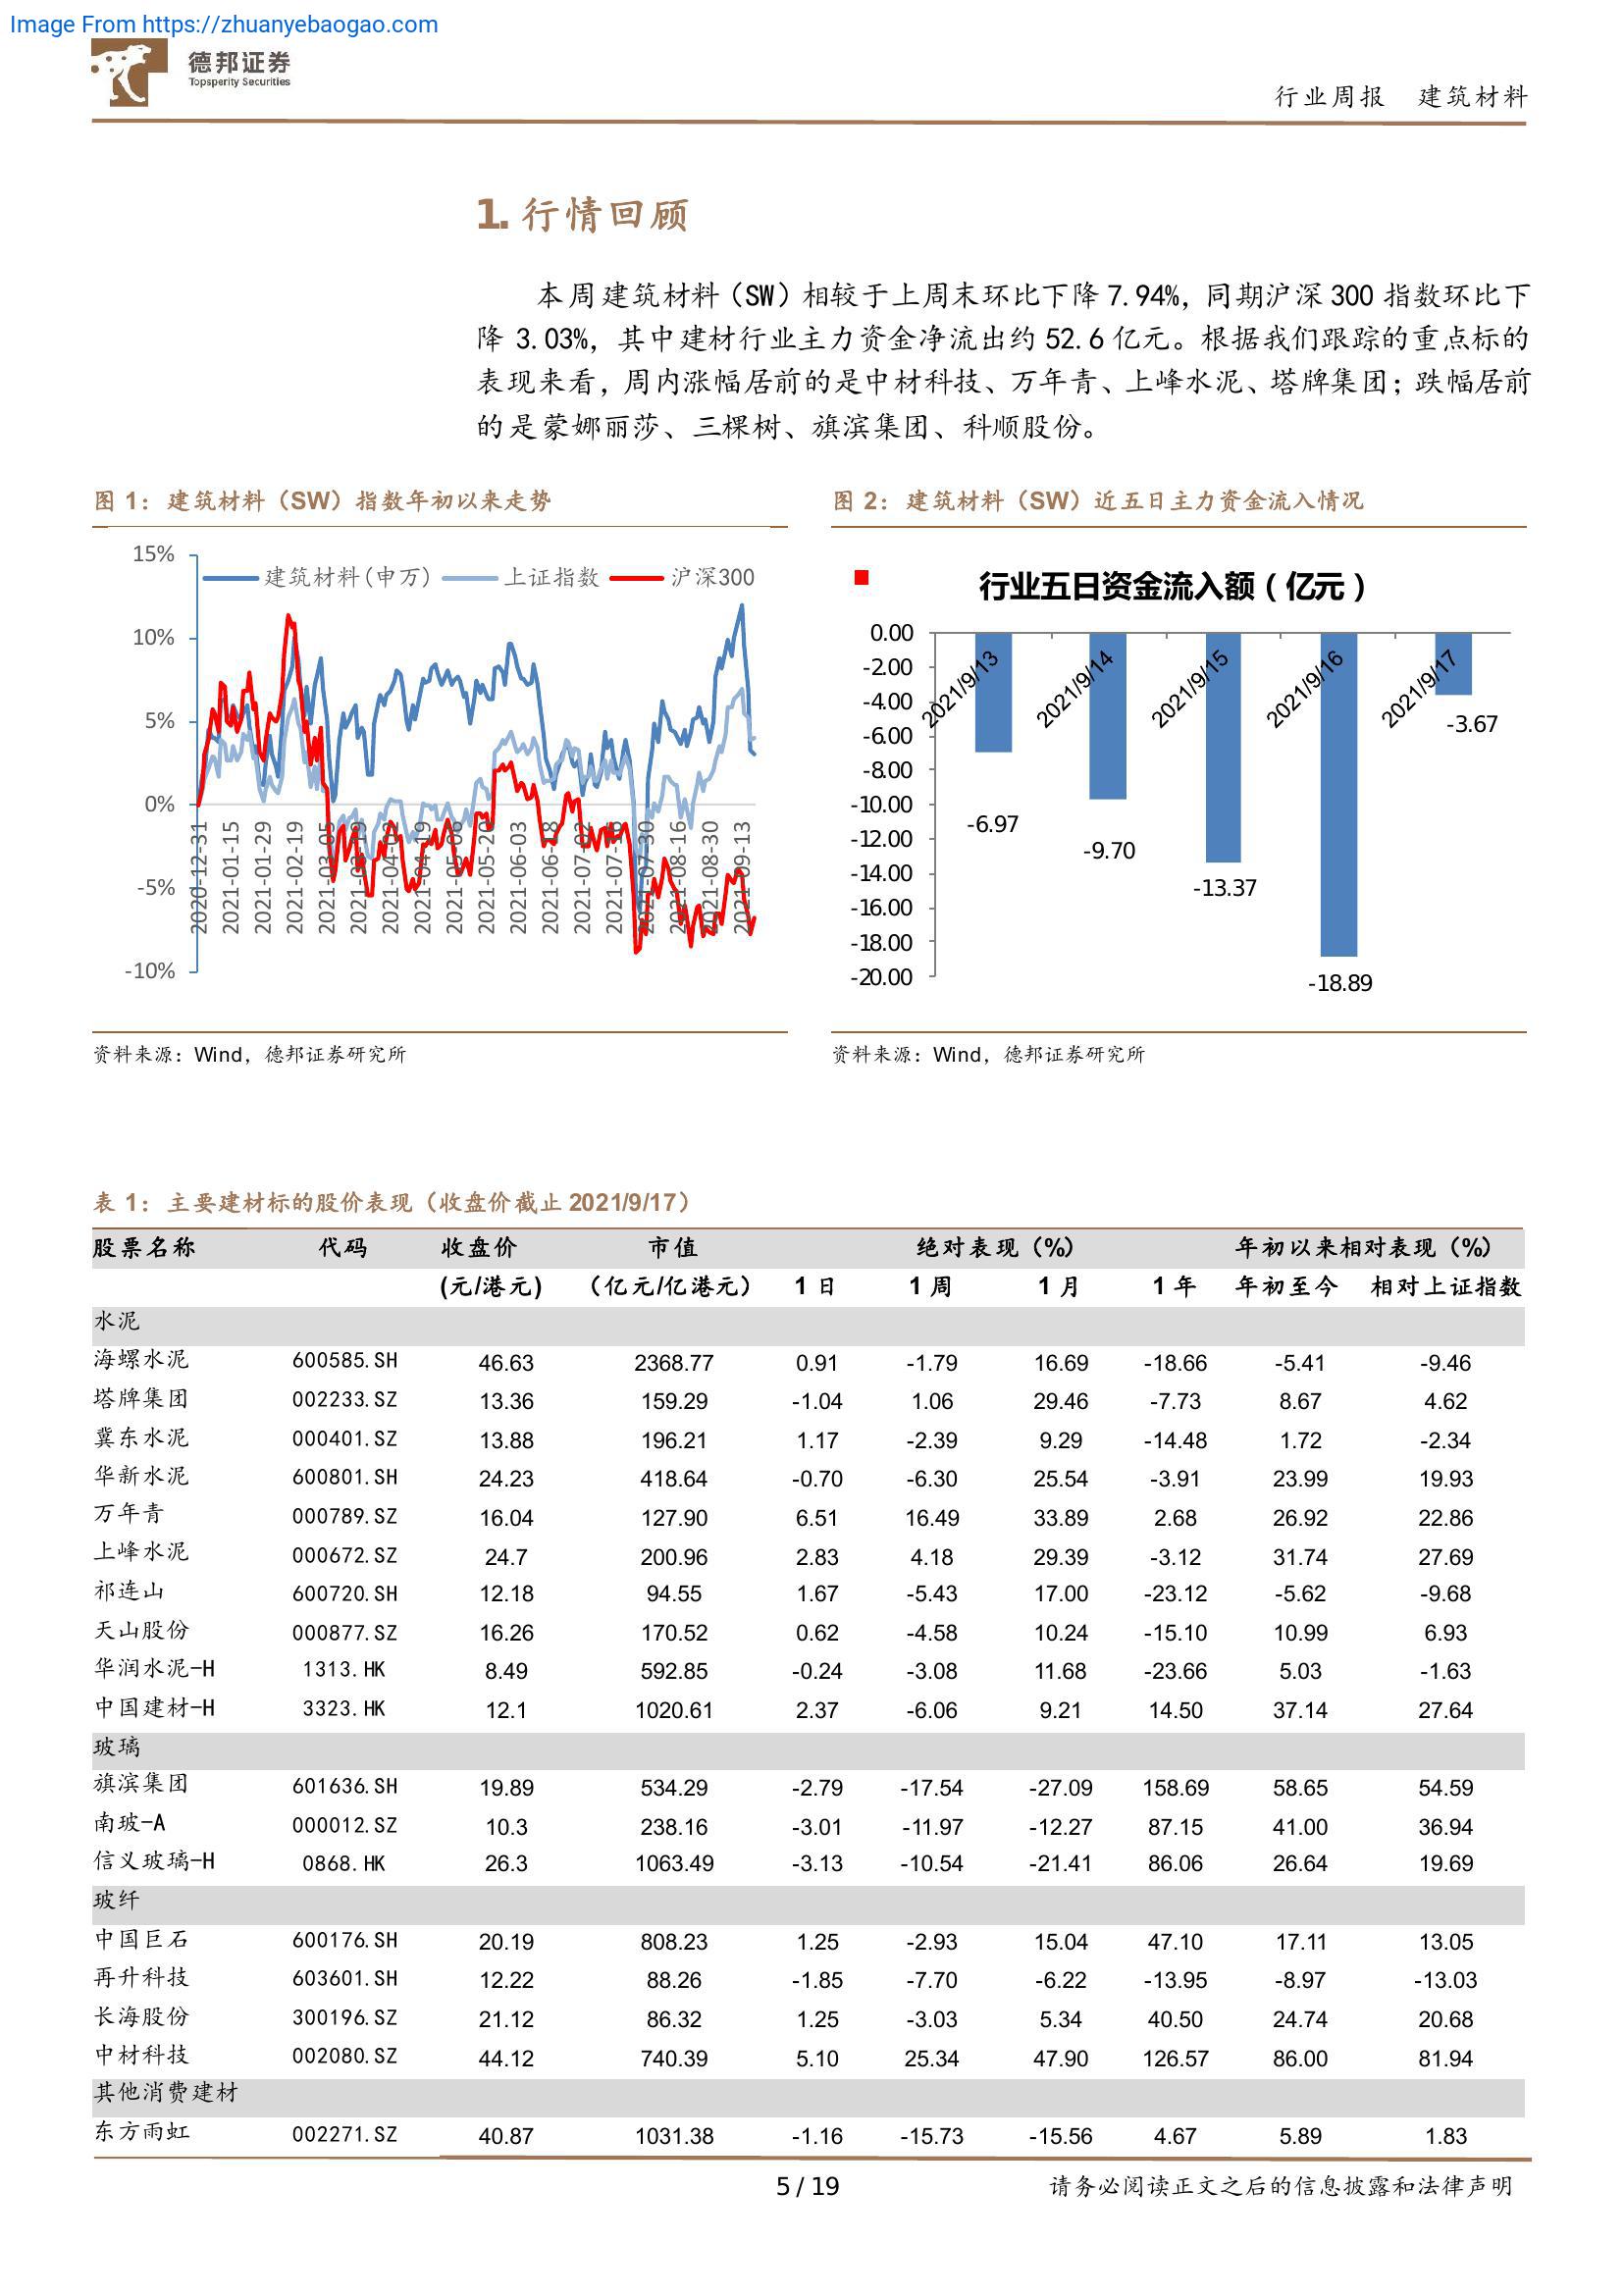 Image From https://zhuanyebaogao.com
德邦证券
Topsperity Securities
行业周报 建筑材料
1. 行情回顾
本周建筑材料（SW）相较于上周末环比下降 7.94%，同期沪深 300 指数环比下
降 3.03%，其中建材行业主力资金净流出约 52.6 亿元。根据我们跟踪的重点标的
表现来看，周内涨幅居前的是中材科技、万年青、上峰水泥、塔牌集团；跌幅居前
的是蒙娜丽莎、三棵树、旗滨集团、科顺股份。
图 1：建筑材料（SW）指数年初以来走势
15%
10%
5%
0%
-5%
-10%
建筑材料(申万) 上证指数 沪深300
2020-12-31
2021-01-15
2021-01-29
2021-02-19
2021-03-05
2021-03-19
2021-04-02
2021-04-19
2021-05-06
2021-05-20
2021-06-03
2021-06-18
2021-07-02
2021-07-16
2021-07-30
2021-08-16
2021-08-30
2021-09-13
资料来源：Wind，德邦证券研究所
图 2：建筑材料（SW）近五日主力资金流入情况
行业五日资金流入额（亿元）
0.00
-2.00
-4.00
-6.00
-8.00
-10.00
-12.00
-14.00
-16.00
-18.00
-20.00
2021/9/13
2021/9/14
2021/9/15
2021/9/16
2021/9/17
-6.97
-9.70
-13.37
-18.89
-3.67
资料来源：Wind，德邦证券研究所
表 1：主要建材标的股价表现（收盘价截止 2021/9/17）
股票名称 代码 收盘价 市值 绝对表现（%） 年初以来相对表现（%）
(元/港元) （亿元/亿港元） 1 日 1 周 1 月 1 年 年初至今 相对上证指数
水泥
海螺水泥 600585.SH 46.63 2368.77 0.91 -1.79 16.69 -18.66 -5.41 -9.46
塔牌集团 002233.SZ 13.36 159.29 -1.04 1.06 29.46 -7.73 8.67 4.62
冀东水泥 000401.SZ 13.88 196.21 1.17 -2.39 9.29 -14.48 1.72 -2.34
华新水泥 600801.SH 24.23 418.64 -0.70 -6.30 25.54 -3.91 23.99 19.93
万年青 000789.SZ 16.04 127.90 6.51 16.49 33.89 2.68 26.92 22.86
上峰水泥 000672.SZ 24.7 200.96 2.83 4.18 29.39 -3.12 31.74 27.69
祁连山 600720.SH 12.18 94.55 1.67 -5.43 17.00 -23.12 -5.62 -9.68
天山股份 000877.SZ 16.26 170.52 0.62 -4.58 10.24 -15.10 10.99 6.93
华润水泥-H 1313.HK 8.49 592.85 -0.24 -3.08 11.68 -23.66 5.03 -1.63
中国建材-H 3323.HK 12.1 1020.61 2.37 -6.06 9.21 14.50 37.14 27.64
玻璃
旗滨集团 601636.SH 19.89 534.29 -2.79 -17.54 -27.09 158.69 58.65 54.59
南玻-A 000012.SZ 10.3 238.16 -3.01 -11.97 -12.27 87.15 41.00 36.94
信义玻璃-H 0868.HK 26.3 1063.49 -3.13 -10.54 -21.41 86.06 26.64 19.69
玻纤
中国巨石 600176.SH 20.19 808.23 1.25 -2.93 15.04 47.10 17.11 13.05
再升科技 603601.SH 12.22 88.26 -1.85 -7.70 -6.22 -13.95 -8.97 -13.03
长海股份 300196.SZ 21.12 86.32 1.25 -3.03 5.34 40.50 24.74 20.68
中材科技 002080.SZ 44.12 740.39 5.10 25.34 47.90 126.57 86.00 81.94
其他消费建材
东方雨虹 002271.SZ 40.87 1031.38 -1.16 -15.73 -15.56 4.67 5.89 1.83
5 / 19
请务必阅读正文之后的信息披露和法律声明